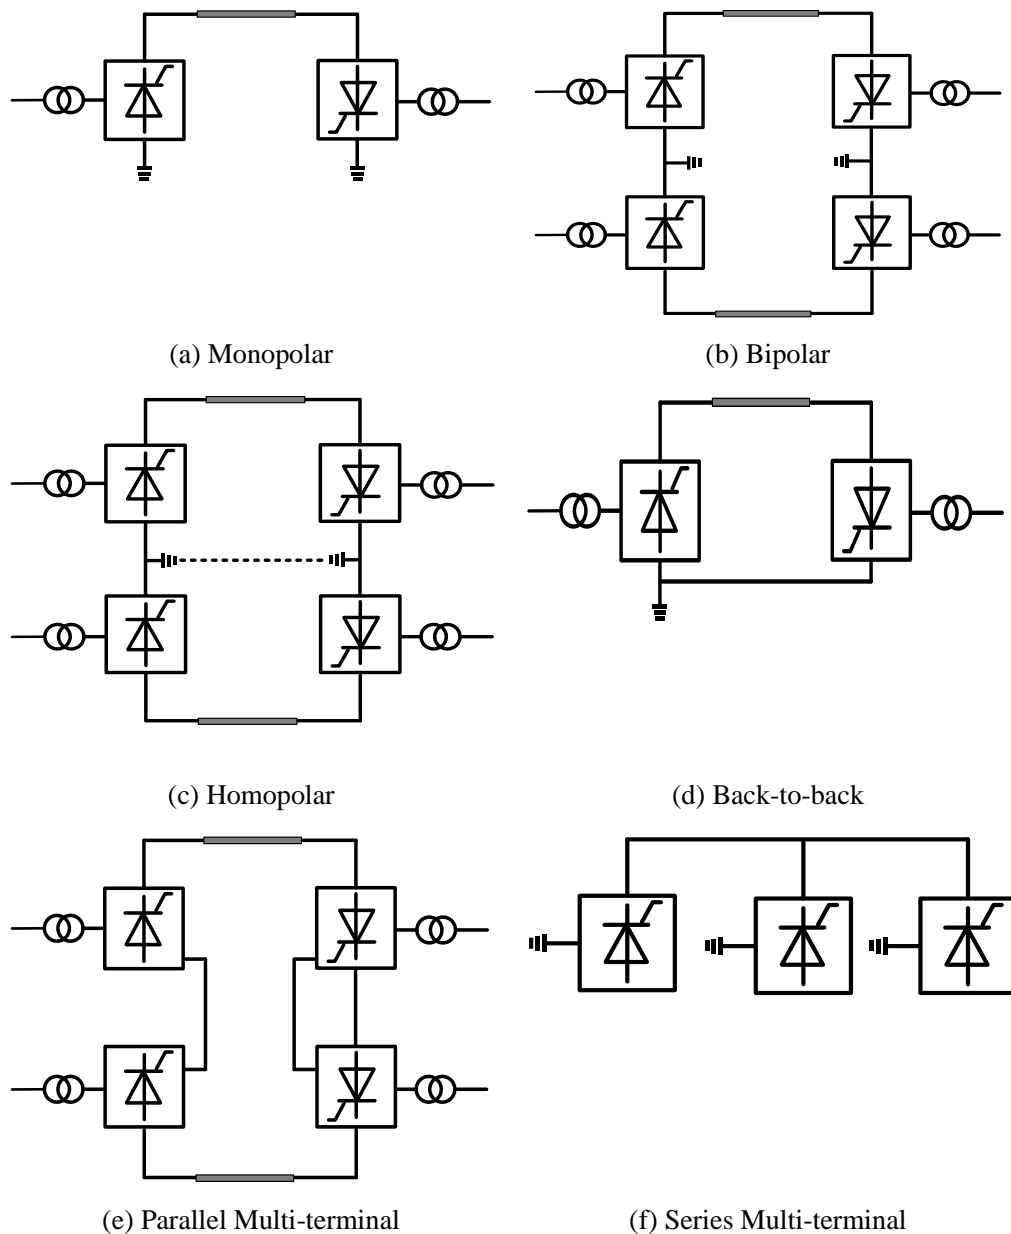 (a) Monopolar
(b) Bipolar
(c) Homopolar
(d) Back-to-back
(e) Parallel Multi-terminal
(f) Series Multi-terminal